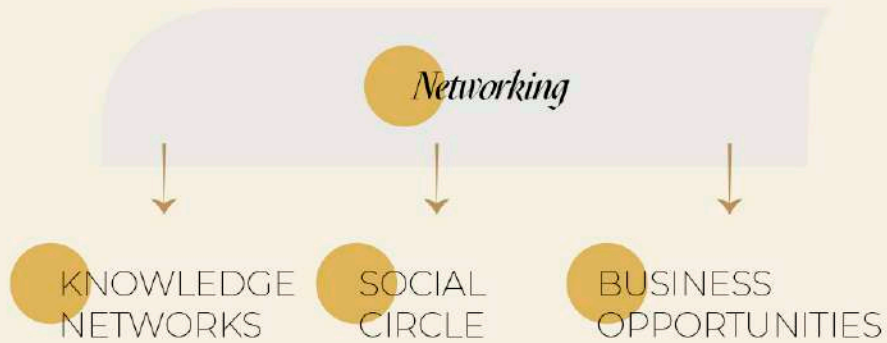 Networking
KNOWLEDGE
NETWORKS
SOCIAL
CIRCLE
BUSINESS
OPPORTUNITIES